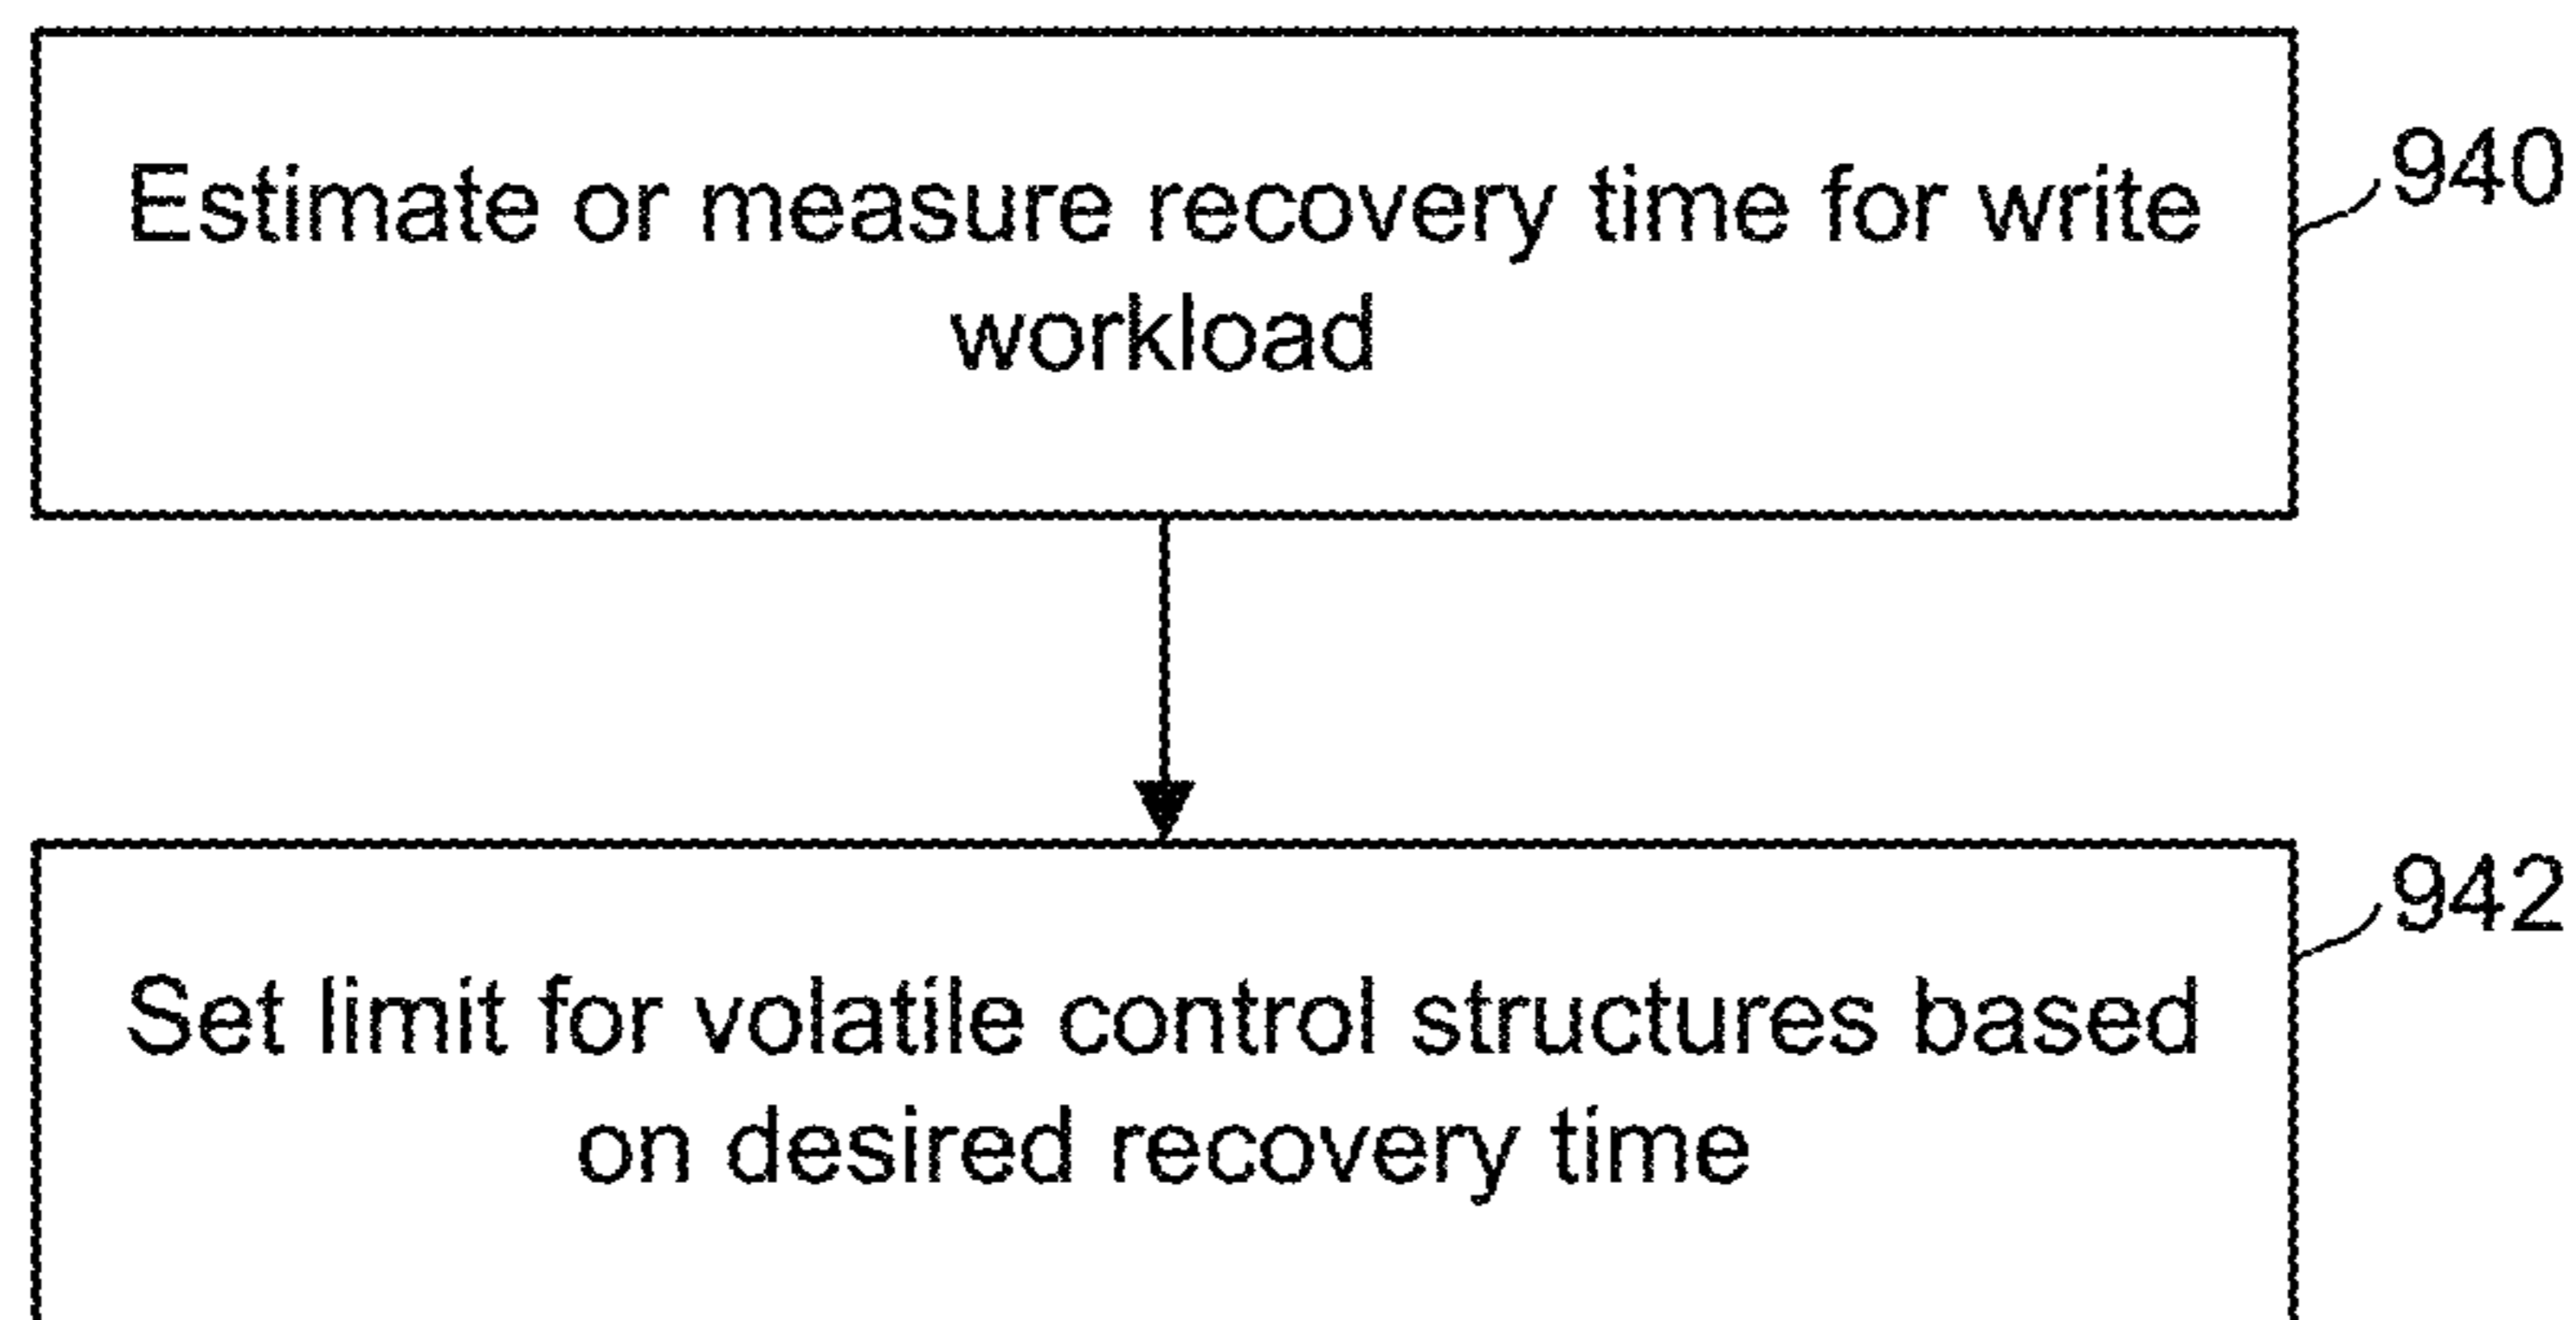 Estimate or measure recovery time for write
workload
940
Set limit for volatile control structures based
on desired recovery time
942